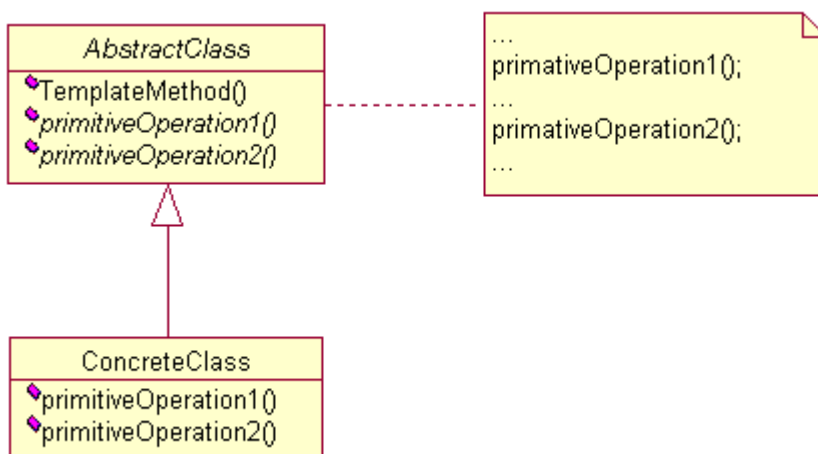 AbstractClass
TemplateMethod()
primitiveOperation1()
primitiveOperation2()
...
primativeOperation1();
...
primativeOperation2();
...
ConcreteClass
primitiveOperation1()
primitiveOperation2()